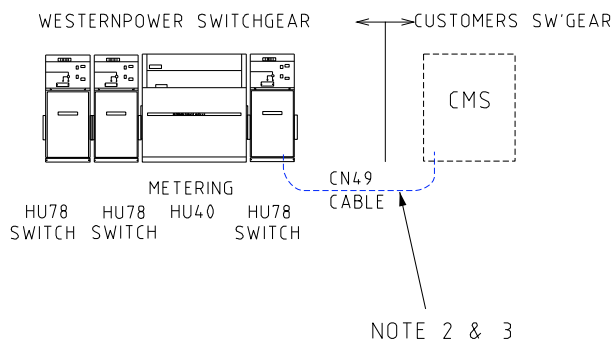 WESTERNPOWER SWITCHGEAR
CUSTOMERS SW'GEAR
CMS
METERING
HU40
HU78
SWITCH
HU78
SWITCH
HU78
SWITCH
CN49
CABLE
NOTE 2 & 3